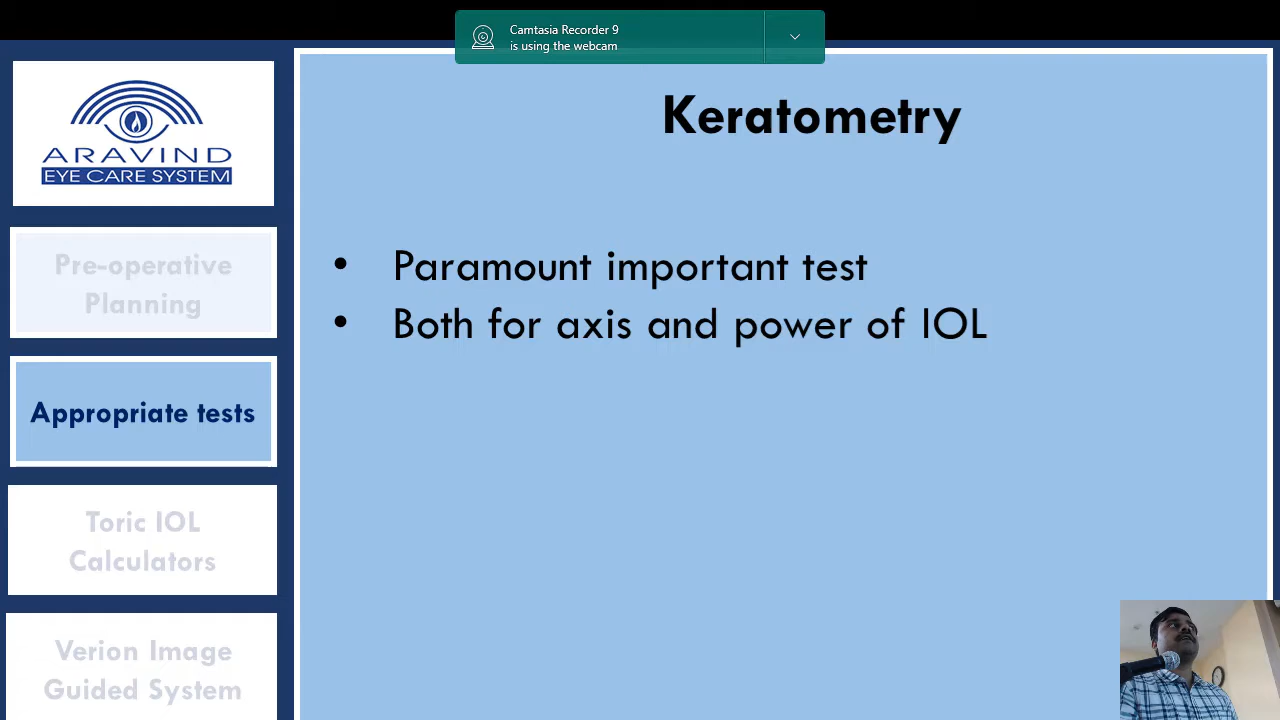 Camtasia Recorder 9
is using the webcam
ARAVIND
EYE CARE SYSTEM
Pre-operative
Planning
Appropriate tests
Toric IOL
Calculators
Verion Image
Guided System
Keratometry
• Paramount important test
• Both for axis and power of IOL